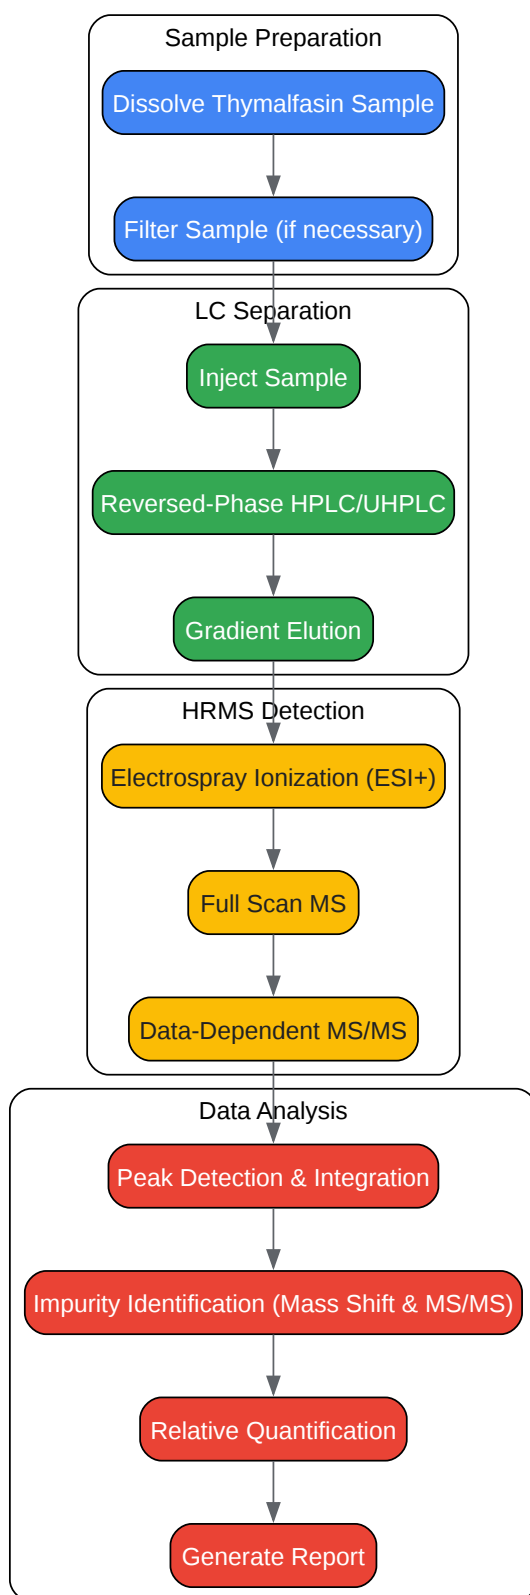 Sample Preparation
Dissolve Thymalfasin Sample
Filter Sample (if necessary)
LC Separation
Inject Sample
Reversed-Phase HPLC/UHPLC
Gradient Elution
HRMS Detection
Electrospray Ionization (ESI+)
Full Scan MS
Data-Dependent MS/MS
Data Analysis
Peak Detection & Integration
Impurity Identification (Mass Shift & MS/MS)
Relative Quantification
Generate Report